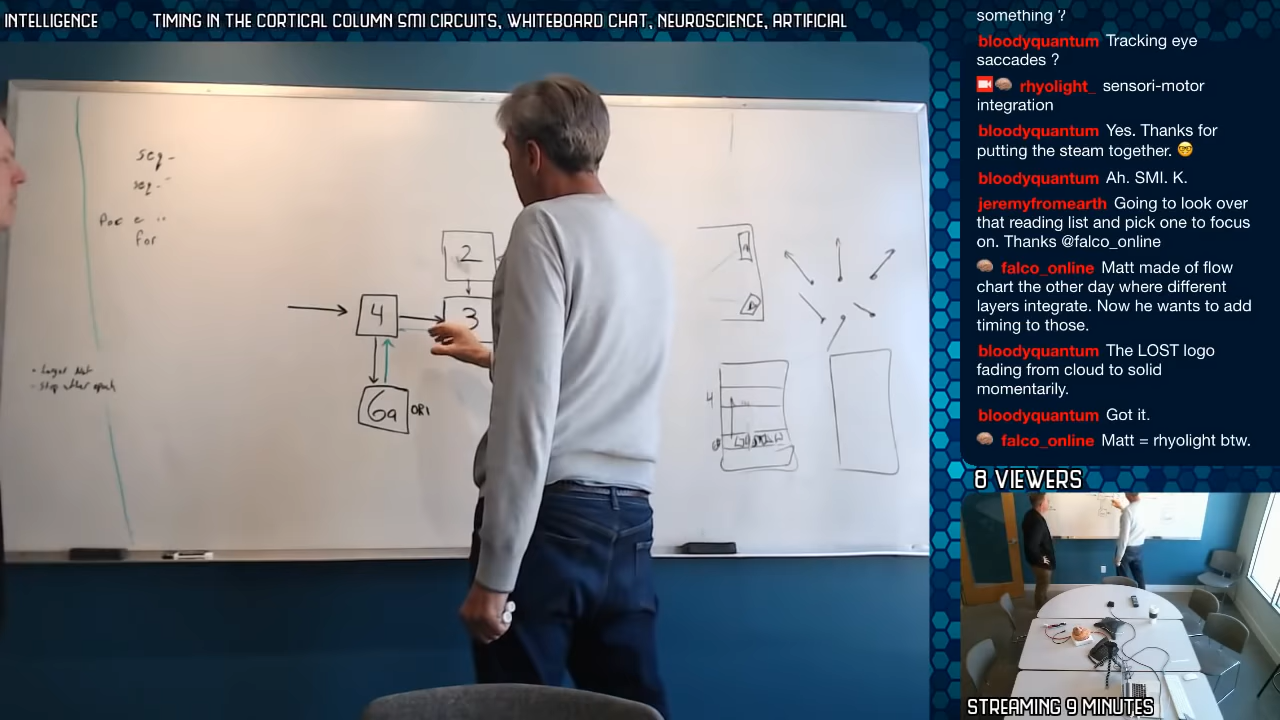 INTELLIGENCE TIMING IN THE CORTICAL COLUMN SMI CIRCUITS, WHITEBOARD CHAT, NEUROSCIENCE, ARTIFICIAL
seq-
seq-
for
2
4
3
6a
ORI
4
something ?
bloodyquantum Tracking eye
saccades ?
rhyolight_ sensori-motor
integration
bloodyquantum Yes. Thanks for
putting the steam together.
bloodyquantum Ah. SMI. K.
jeremyfromearth Going to look over
that reading list and pick one to focus
on. Thanks @falco_online
falco_online Matt made of flow
chart the other day where different
layers integrate. Now he wants to add
timing to those.
bloodyquantum The LOST logo
fading from cloud to solid
momentarily.
bloodyquantum Got it.
falco_online Matt = rhyolight btw.
8 VIEWERS
STREAMING 9 MINUTES